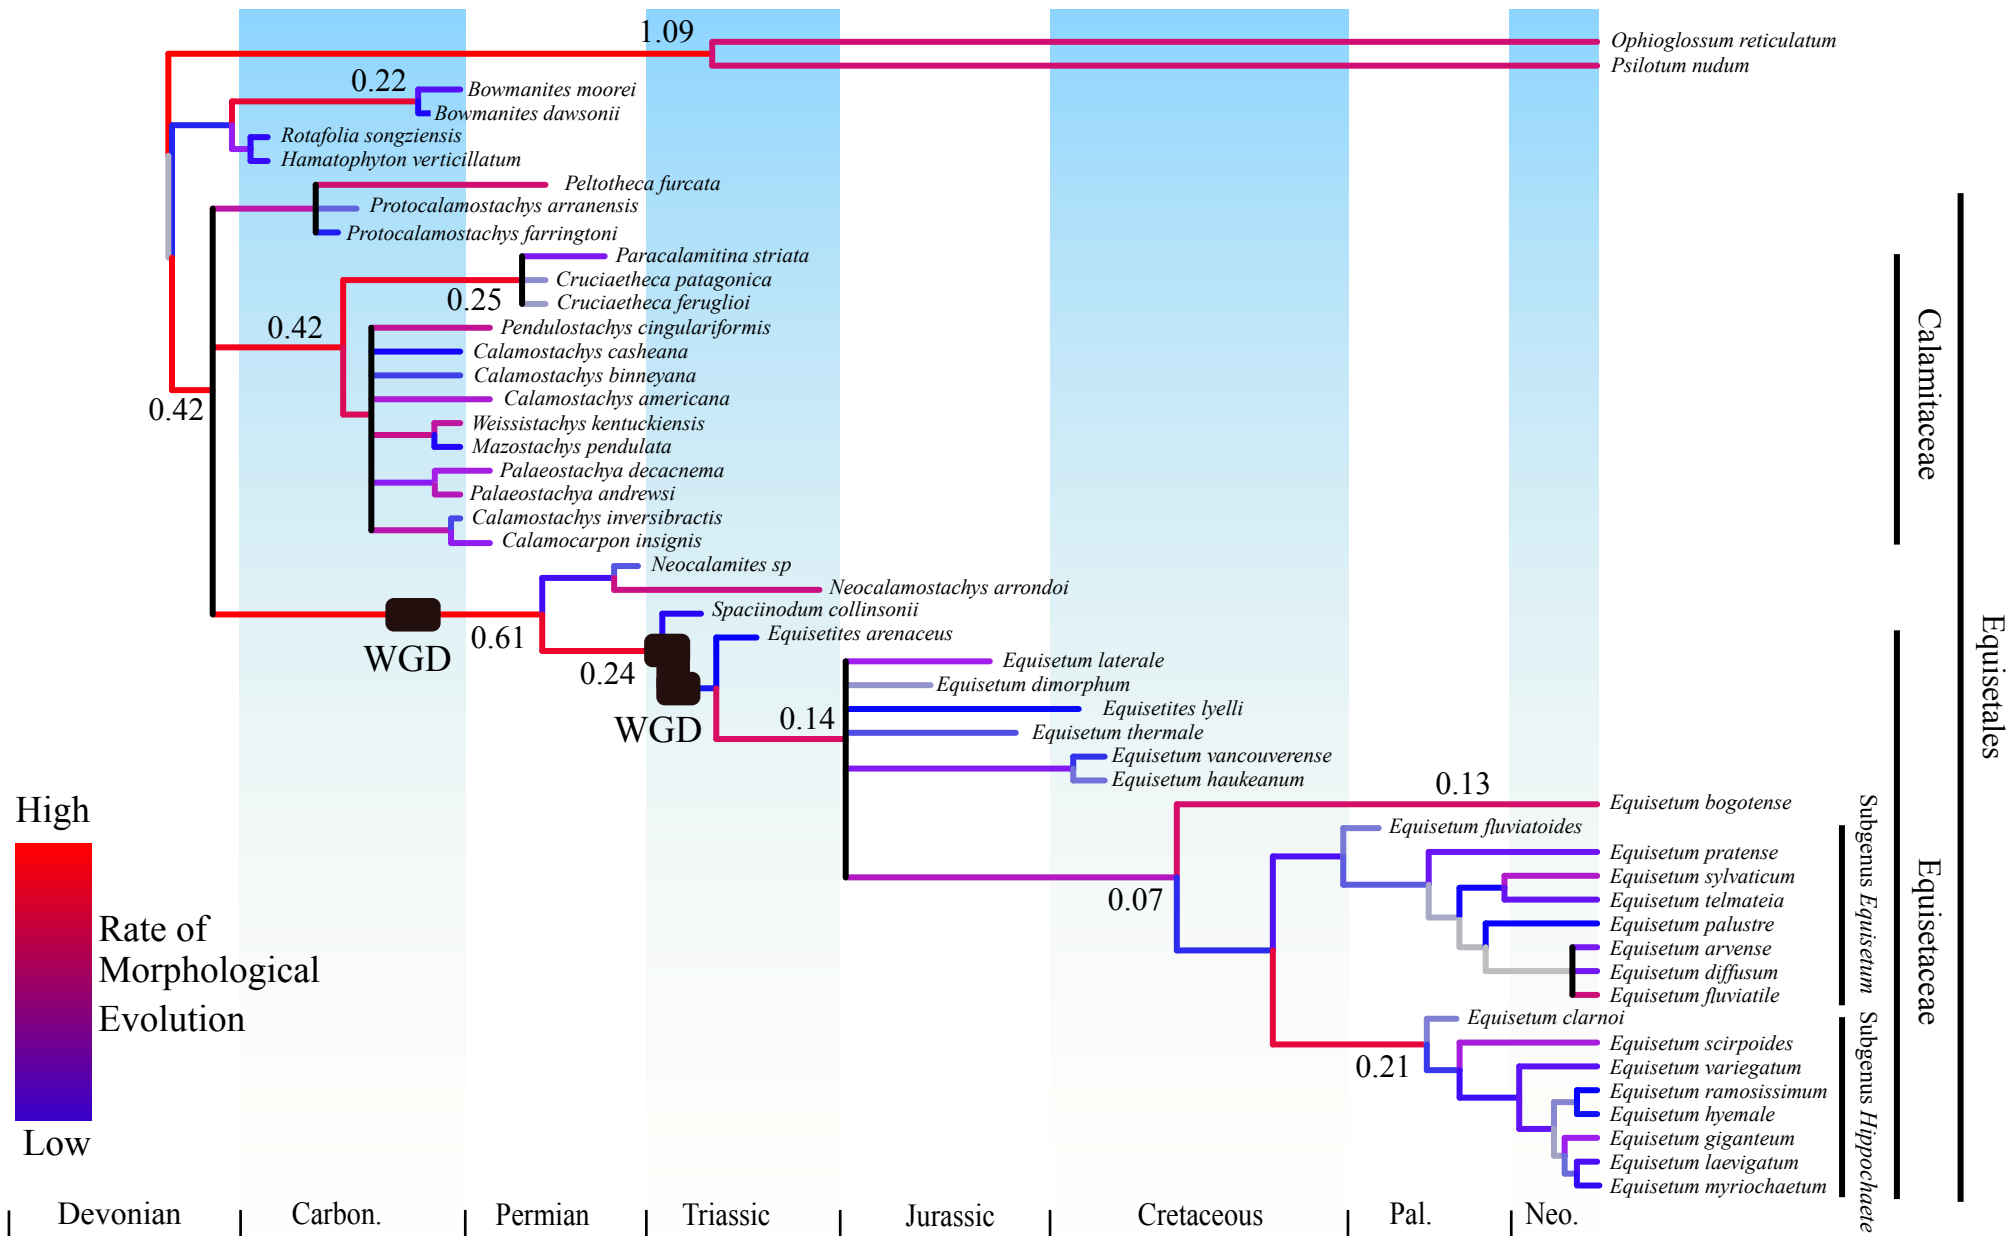 1.09
Ophioglossum reticulatum
Psilotum nudum
0.22
Bowmanites moorei
Bowmanites dawsonii
Rotafolia songziensis
Hamatophyton verticillatum
Peltotheca furcata
Protocalamostachys arranensis
Protocalamostachys farringtoni
Paracalamitina striata
Cruciaetheca patagonica
0.25
Cruciaetheca feruglioi
0.42
Pendulostachys cingulariformis
Calamostachys casheana
Calamostachys binneyana
Calamostachys americana
0.42
Weissistachys kentuckiensis
Mazostachys pendulata
Palaeostachya decacnema
Palaeostachya andrewsi
Calamostachys inversibractis
Calamocarpon insignis
Calamitaceae
Neocalamites sp
Neocalamostachys arrondoi
Spaciinodum collinsonii
0.61
Equisetites arenaceus
WGD
0.24
Equisetum laterale
Equisetum dimorphum
Equisetites lyelli
0.14
WGD
Equisetum thermale
Equisetum vancouverense
Equisetum haukeanum
Equisetales
0.13
Equisetum bogotense
Equisetum fluviatoides
Equisetum pratense
Equisetum sylvaticum
0.07
Equisetum telmateia
Equisetum palustre
Equisetum arvense
Equisetum diffusum
Equisetum fluviatile
Subgenus Equisetum
Equisetaceae
Equisetum clarnoi
0.21
Equisetum scirpoides
Equisetum variegatum
Equisetum ramosissimum
Equisetum hyemale
Equisetum giganteum
Equisetum laevigatum
Equisetum myriochaetum
Subgenus Hippochaete
High
Rate of
Morphological
Evolution
Low
Devonian Carbon. Permian Triassic Jurassic Cretaceous Pal. Neo.